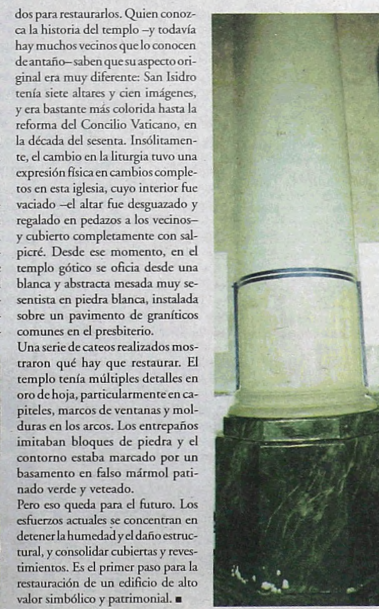 dos para restaurarlos. Quien conoz-
ca la historia del templo –y todavía
hay muchos vecinos que lo conocen
de antaño– saben que su aspecto ori-
ginal era muy diferente: San Isidro
tenía siete altares y cien imágenes,
y era bastante más colorida hasta la
reforma del Concilio Vaticano, en
la década del sesenta. Insólitamen-
te, el cambio en la liturgia tuvo una
expresión física en cambios comple-
tos en esta iglesia, cuyo interior fue
vaciado –el altar fue desguazado y
regalado en pedazos a los vecinos–
y cubierto completamente con sal-
picré. Desde ese momento, en el
templo gótico se oficia desde una
blanca y abstracta mesada muy se-
sentista en piedra blanca, instalada
sobre un pavimento de graníticos
comunes en el presbiterio.
Una serie de cateos realizados mos-
traron qué hay que restaurar. El
templo tenía múltiples detalles en
oro de hoja, particularmente en ca-
piteles, marcos de ventanas y mol-
duras en los arcos. Los entrepaños
imitaban bloques de piedra y el
contorno estaba marcado por un
basamento en falso mármol pati-
nado verde y veteado.
Pero eso queda para el futuro. Los
esfuerzos actuales se concentran en
detener la humedad y el daño estruc-
tural, y consolidar cubiertas y reves-
timientos. Es el primer paso para la
restauración de un edificio de alto
valor simbólico y patrimonial. ■